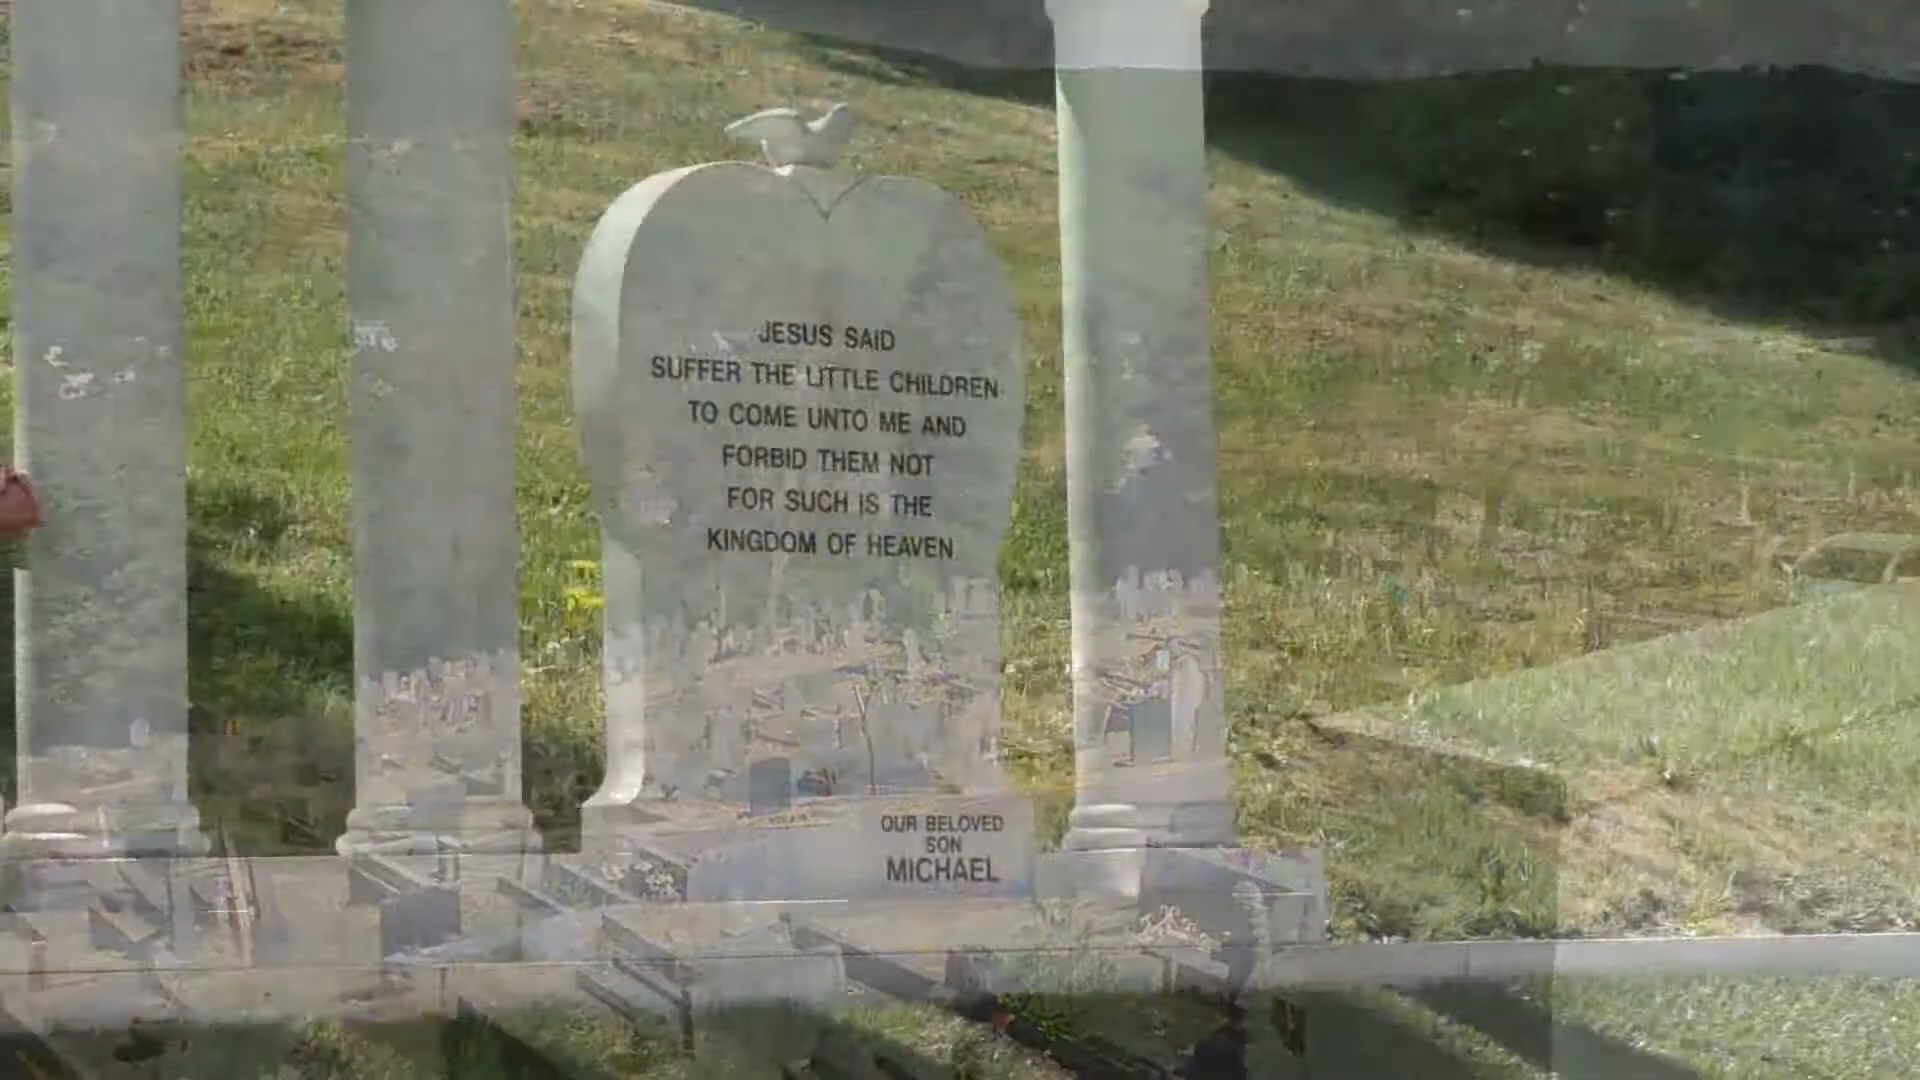 JESUS SAID
SUFFER THE LITTLE CHILDREN
TO COME UNTO ME AND
FORBID THEM NOT
FOR SUCH IS THE
KINGDOM OF HEAVEN
OUR BELOVED
SON
MICHAEL